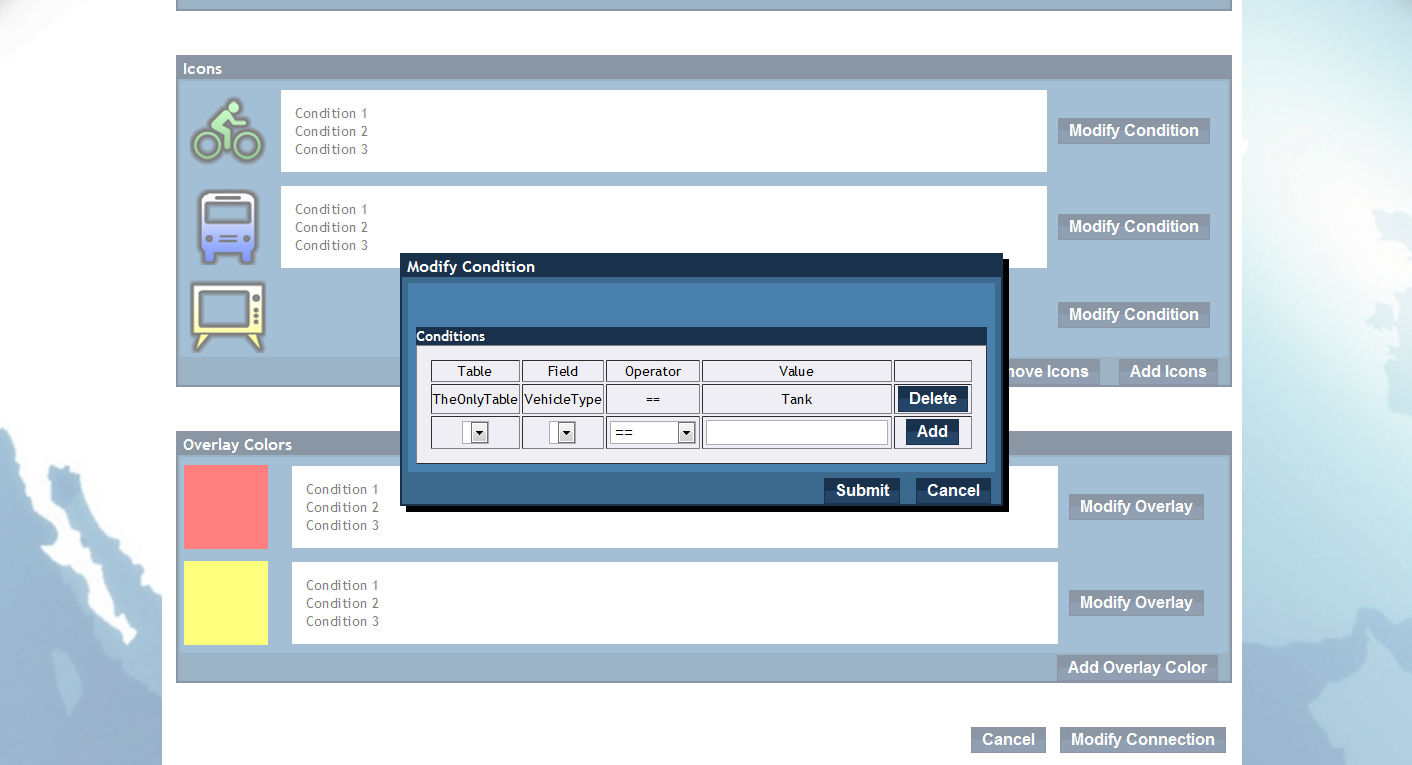 Icons
Condition 1
Condition 2
Condition 3
Modify Condition
Condition 1
Condition 2
Condition 3
Modify Condition
Modify Condition
Icons
Add Icons
Modify Condition
Conditions
Table Field Operator Value
TheOnlyTable VehicleType == Tank Delete
== Add
Submit Cancel
Overlay Colors
Condition 1
Condition 2
Condition 3
Modify Overlay
Condition 1
Condition 2
Condition 3
Modify Overlay
Add Overlay Color
Cancel Modify Connection